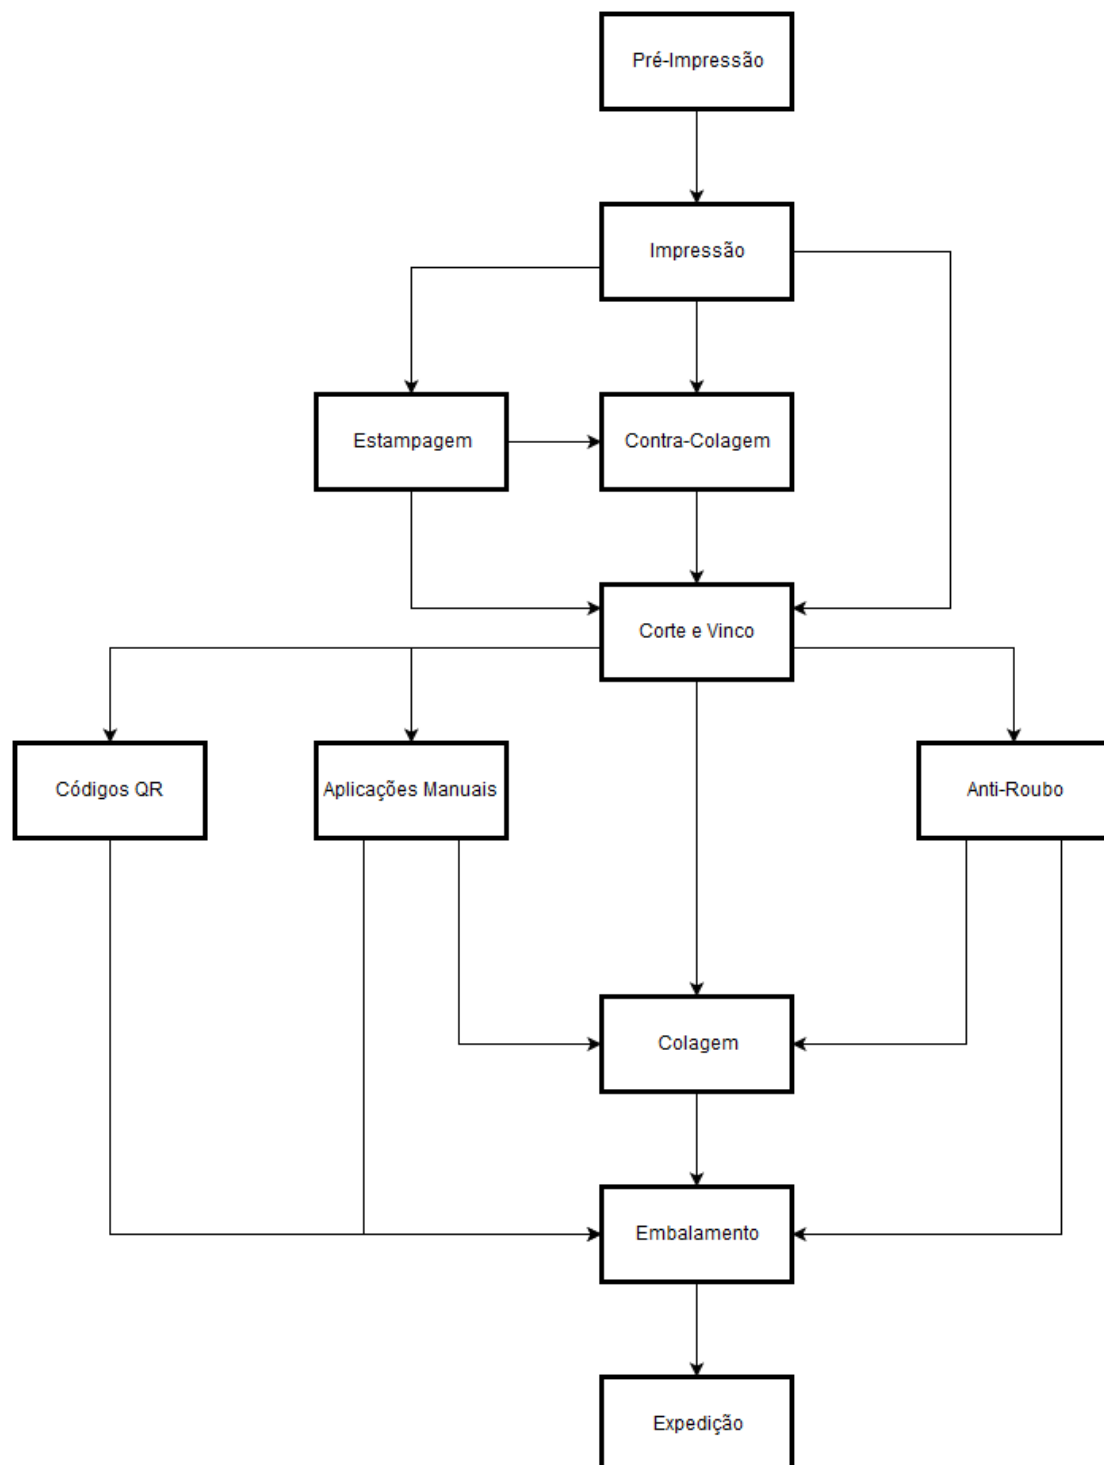 Pré-Impressão
Impressão
Estampagem
Contra-Colagem
Corte e Vinco
Códigos QR
Aplicações Manuais
Anti-Roubo
Colagem
Embalamento
Expedição